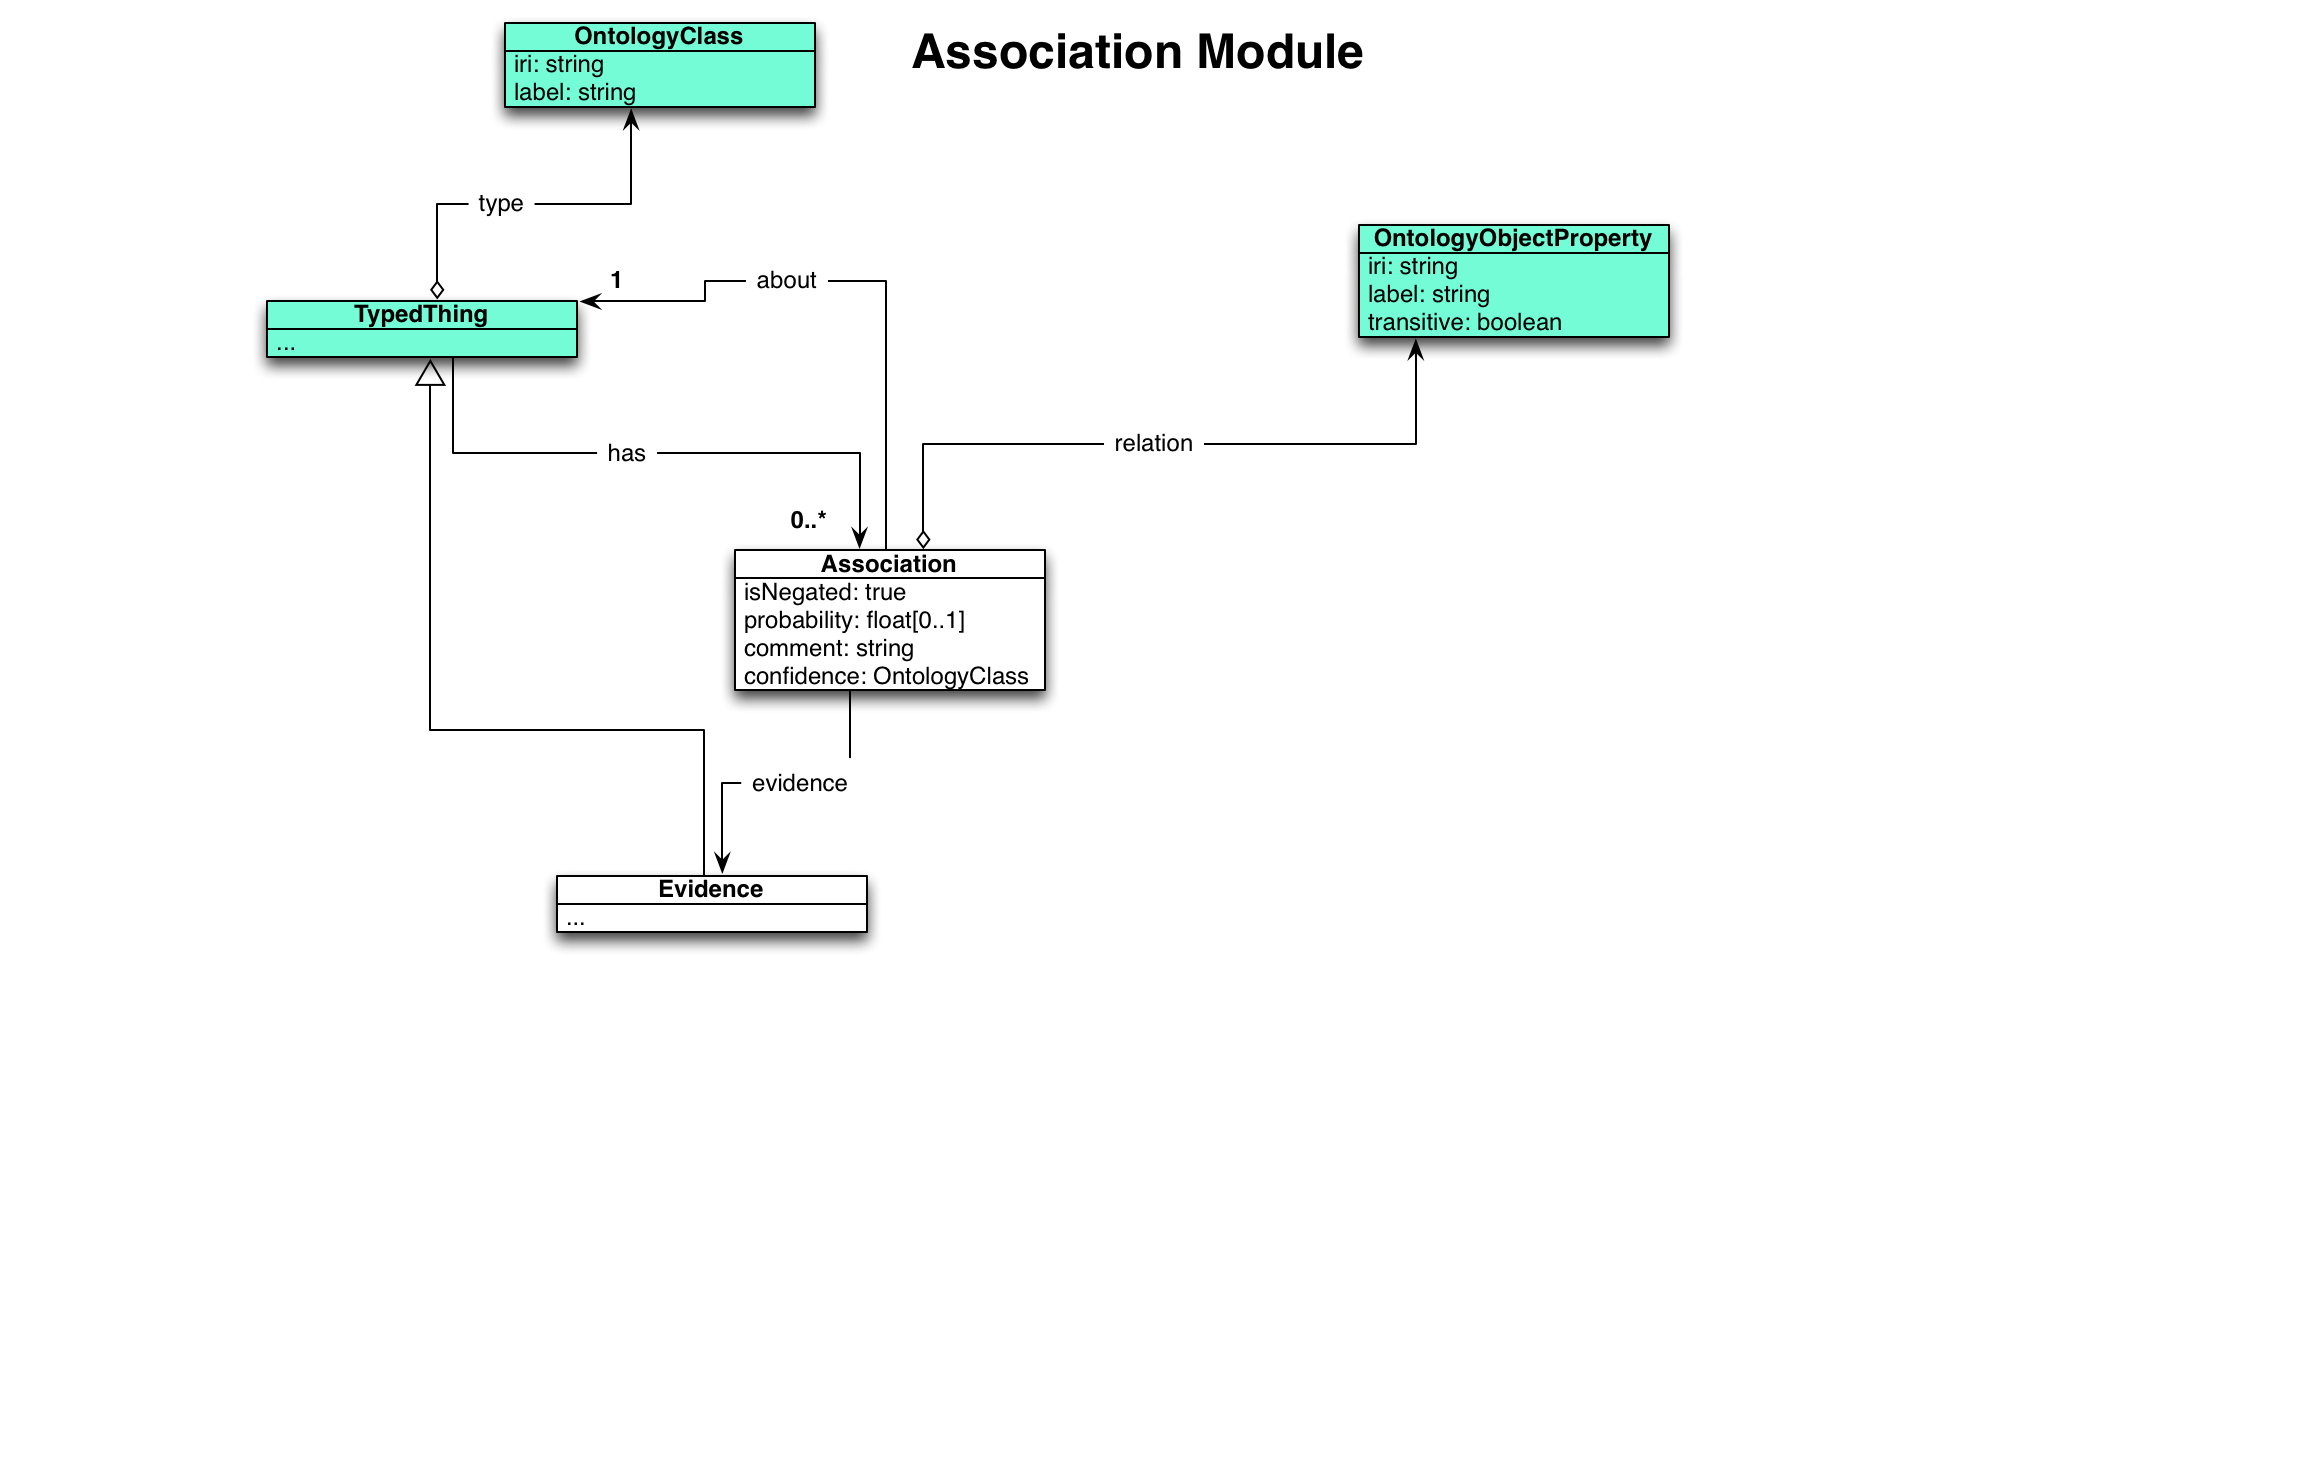 OntologyClass
iri: string
label: string
Association Module
type
OntologyObjectProperty
iri: string
label: string
transitive: boolean
1
about
TypedThing
...
has
relation
0..*
Association
isNegated: true
probability: float[0..1]
comment: string
confidence: OntologyClass
evidence
Evidence
...